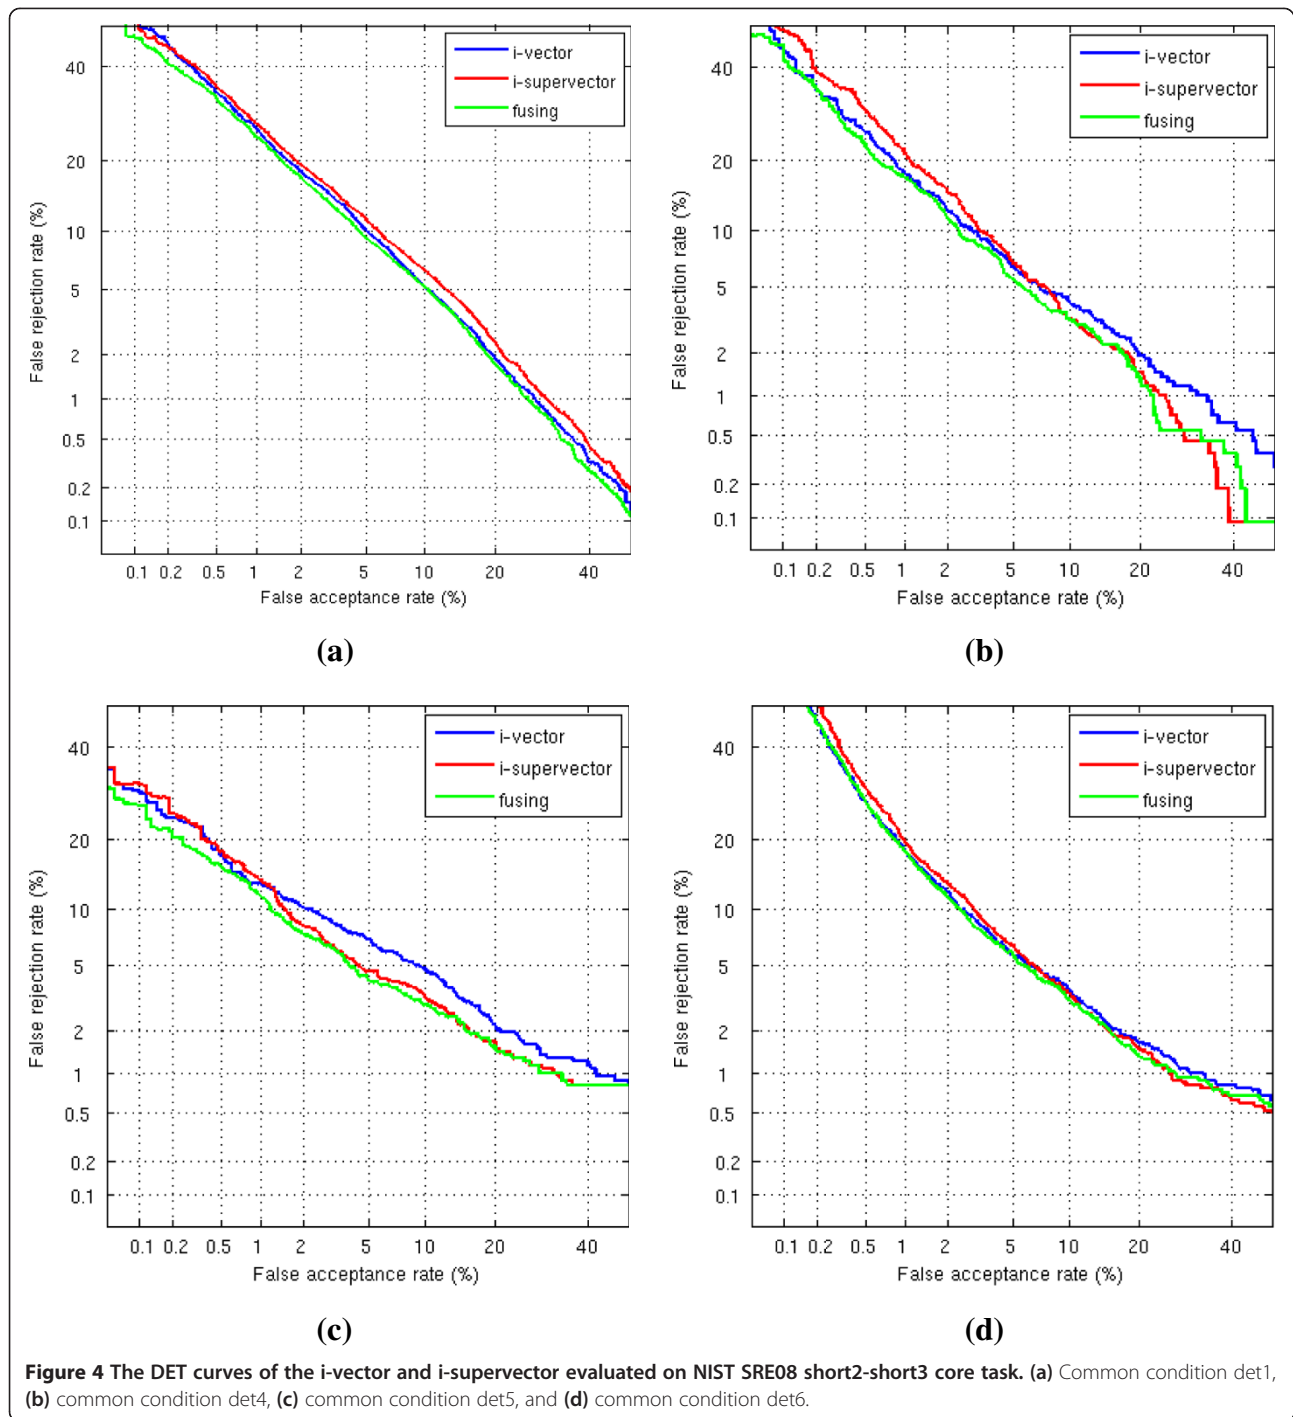 i-vector
i-supervector
fusing
40
20
10
5
2
1
0.5
0.2
0.1
False rejection rate (%)
0.1 0.2 0.5 1 2 5 10 20 40
False acceptance rate (%)
(a)
i-vector
i-supervector
fusing
40
20
10
5
2
1
0.5
0.2
0.1
False rejection rate (%)
0.1 0.2 0.5 1 2 5 10 20 40
False acceptance rate (%)
(b)
i-vector
i-supervector
fusing
40
20
10
5
2
1
0.5
0.2
0.1
False rejection rate (%)
0.1 0.2 0.5 1 2 5 10 20 40
False acceptance rate (%)
(c)
i-vector
i-supervector
fusing
40
20
10
5
2
1
0.5
0.2
0.1
False rejection rate (%)
0.1 0.2 0.5 1 2 5 10 20 40
False acceptance rate (%)
(d)
Figure 4 The DET curves of the i-vector and i-supervector evaluated on NIST SRE08 short2-short3 core task. (a) Common condition det1,
(b) common condition det4, (c) common condition det5, and (d) common condition det6.